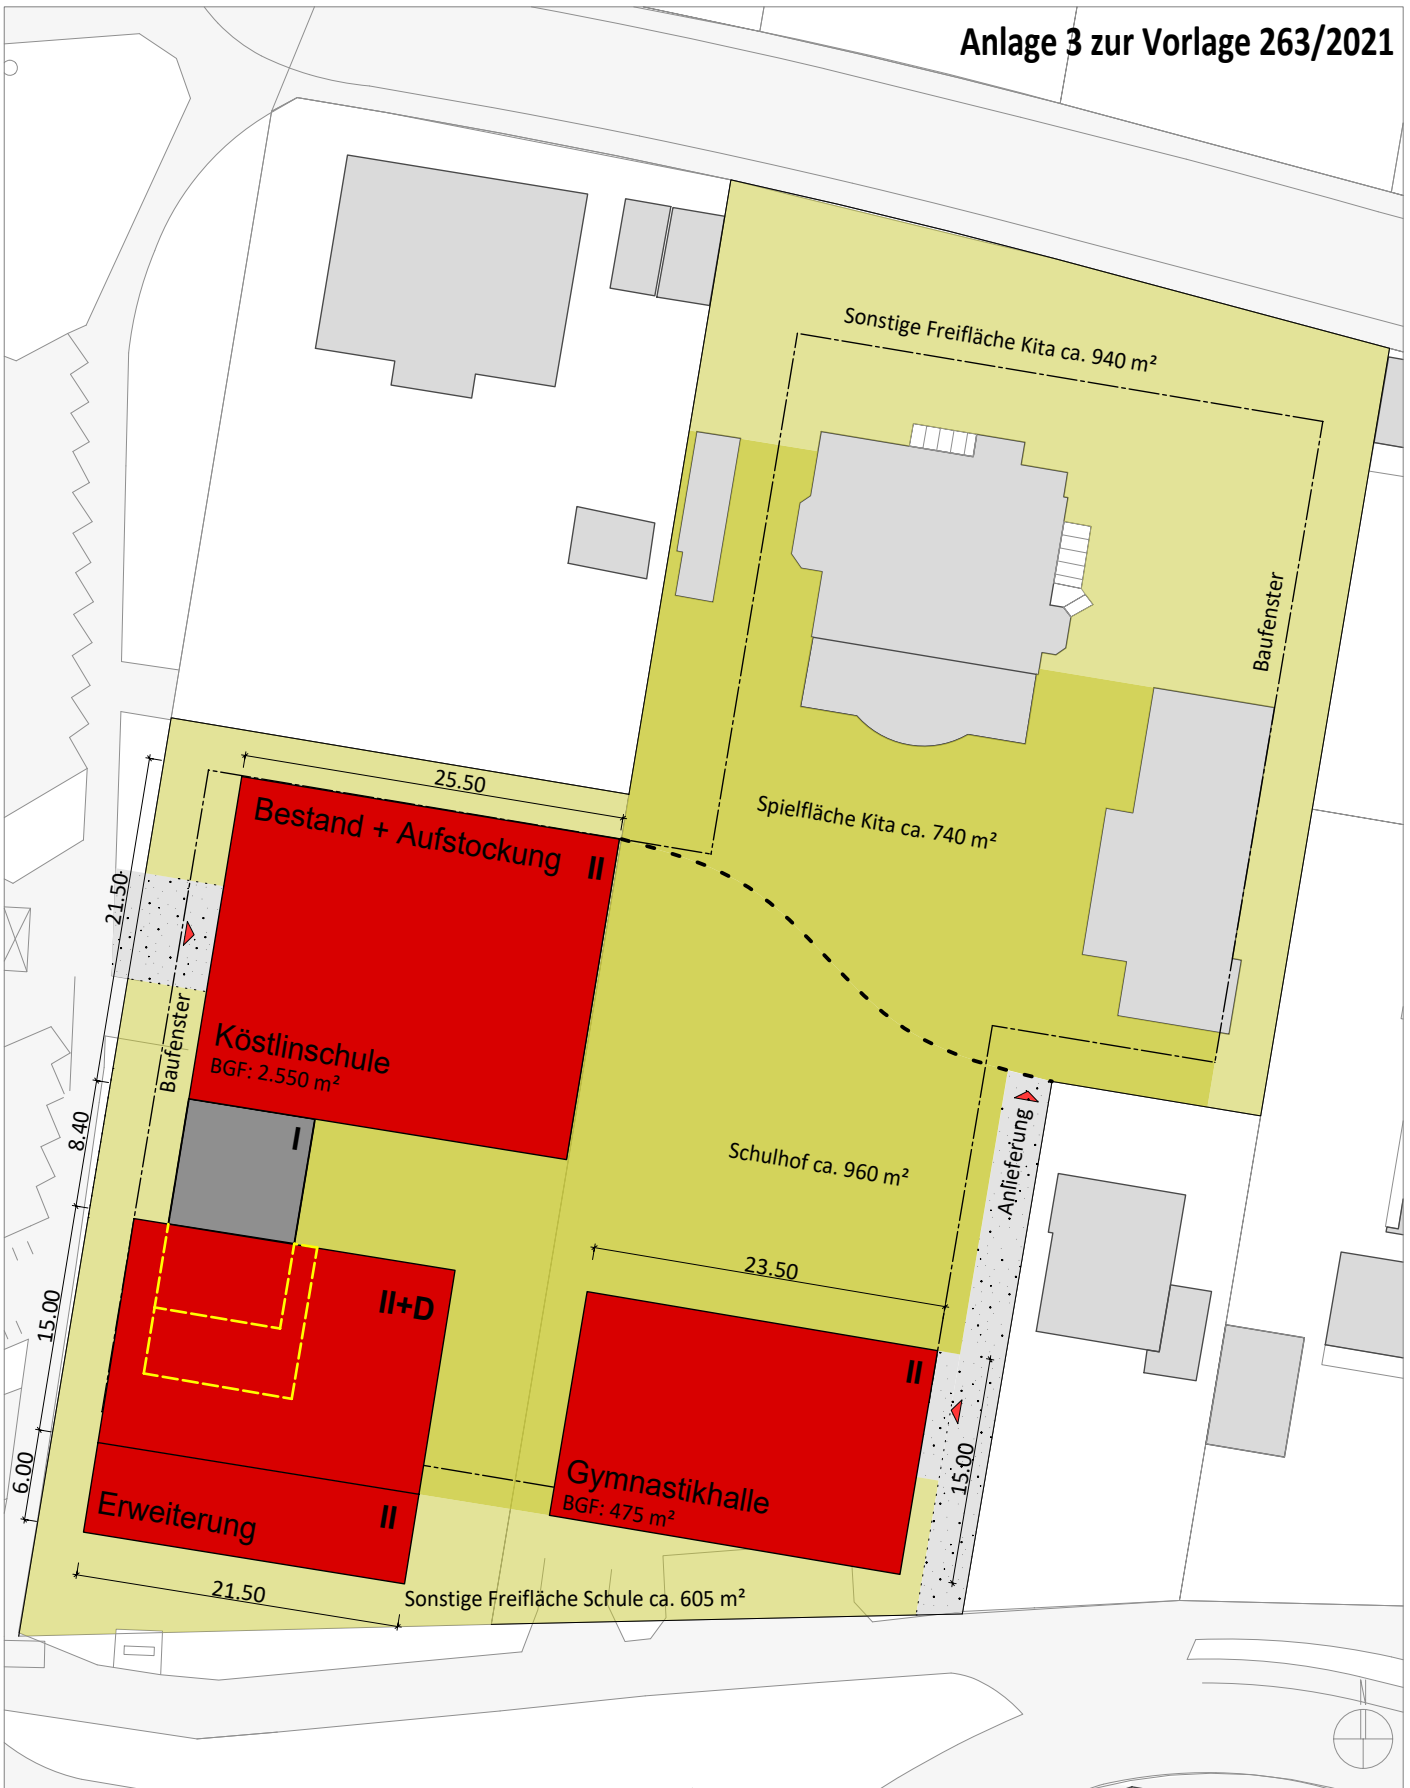 Anlage 3 zur Vorlage 263/2021
Sonstige Freifläche Kita ca. 940 m²
Baufenster
25.50
Bestand + Aufstockung II
Spielfläche Kita ca. 740 m²
21.50
Baufenster
Köstlinschule
BGF: 2.550 m²
8.40
I
Schulhof ca. 960 m²
Anlieferung
23.50
15.00
II+D
II
6.00
Erweiterung II
Gymnastikhalle
BGF: 475 m²
15.00
21.50
Sonstige Freifläche Schule ca. 605 m²
N